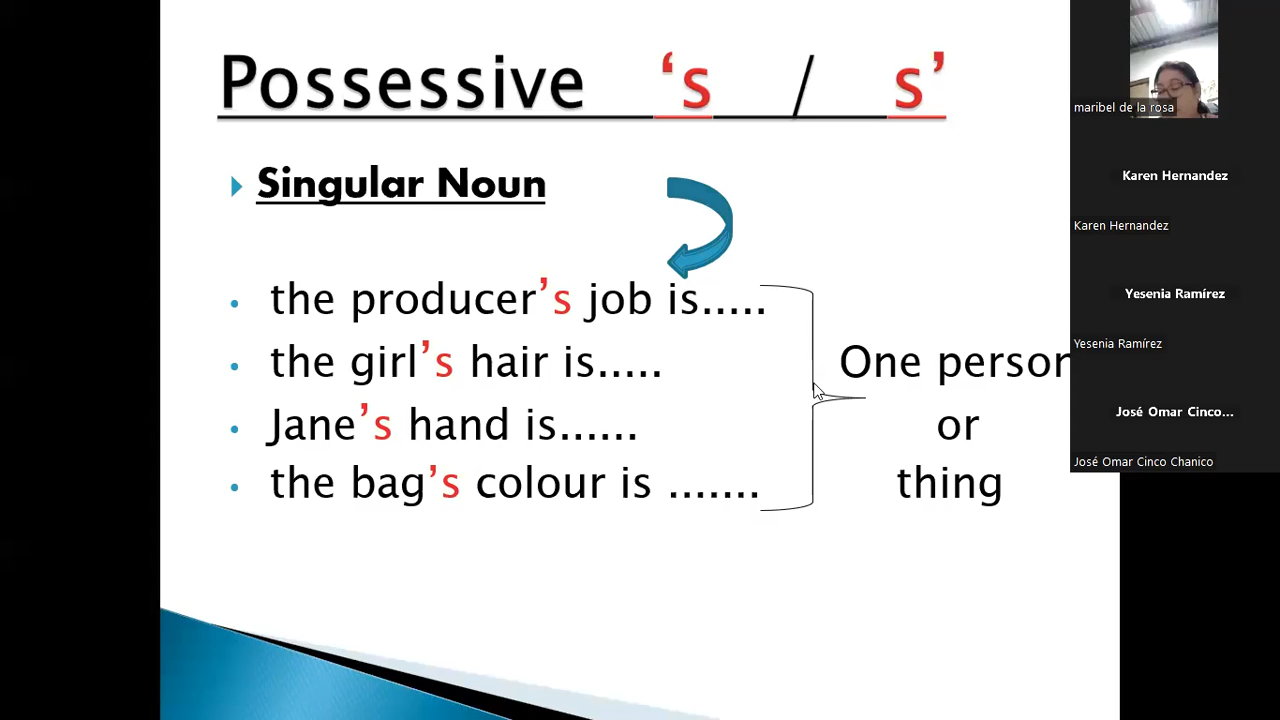 Possessive ‘s / s’
Singular Noun
the producer’s job is.....
the girl’s hair is.....
Jane’s hand is......
the bag’s colour is .......
One person
or
thing
maribel de la rosa
Karen Hernandez
Karen Hernandez
Yesenia Ramírez
Yesenia Ramírez
José Omar Cinco...
José Omar Cinco Chanico